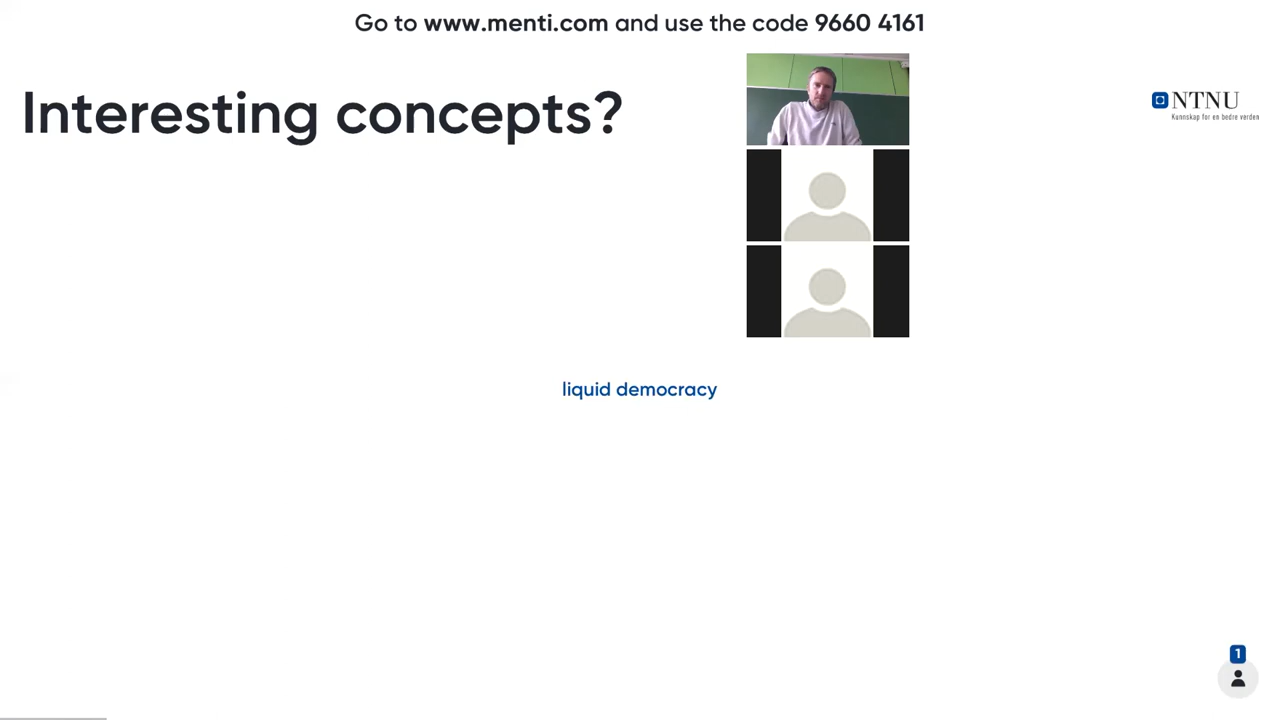 Go to www.menti.com and use the code 9660 4161
Interesting concepts?
NTNU
Kunnskap for en bedre verden
liquid democracy
1